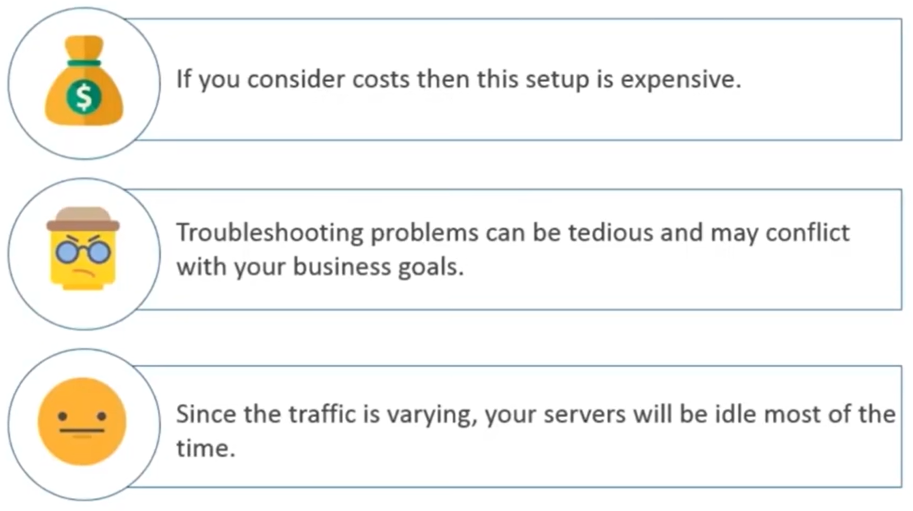 $
If you consider costs then this setup is expensive.
Troubleshooting problems can be tedious and may conflict
with your business goals.
Since the traffic is varying, your servers will be idle most of the
time.